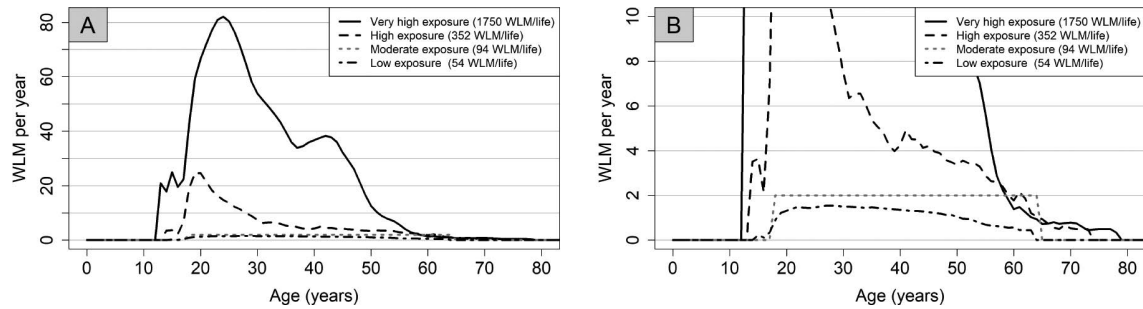 A
Very high exposure (1750 WLM/life)
High exposure (352 WLM/life)
Moderate exposure (94 WLM/life)
Low exposure (54 WLM/life)
WLM per year
80
60
40
20
0
0 10 20 30 40 50 60 70 80
Age (years)
B
Very high exposure (1750 WLM/life)
High exposure (352 WLM/life)
Moderate exposure (94 WLM/life)
Low exposure (54 WLM/life)
WLM per year
10
8
6
4
2
0
0 10 20 30 40 50 60 70 80
Age (years)